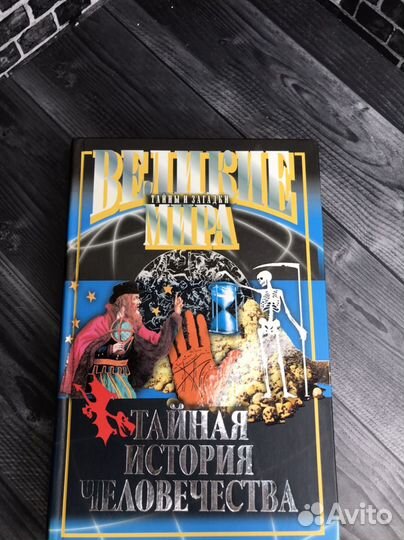 ВЕЛИКИЕ
ТАЙНЫ И ЗАГАДКИ
МИРА
ТАЙНАЯ
ИСТОРИЯ
ЧЕЛОВЕЧЕСТВА
Avito